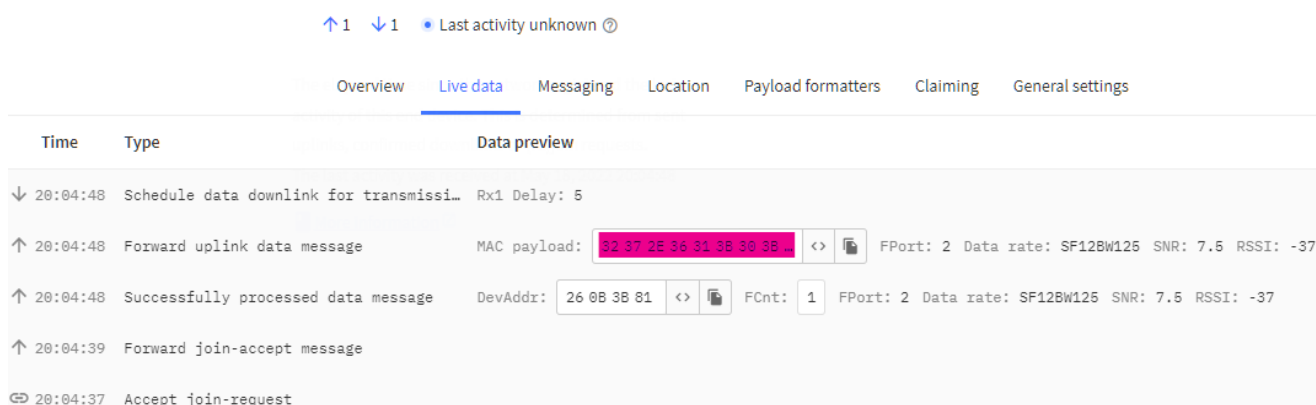 ↑ 1 ↓ 1 • Last activity unknown ?
Overview Live data Messaging Location Payload formatters Claiming General settings
Time Type Data preview
↓ 20:04:48 Schedule data downlink for transmissi… Rx1 Delay: 5
↑ 20:04:48 Forward uplink data message MAC payload: 32 37 2E 36 31 3B 30 3B … <> FPort: 2 Data rate: SF12BW125 SNR: 7.5 RSSI: -37
↑ 20:04:48 Successfully processed data message DevAddr: 26 0B 3B 81 <> FCnt: 1 FPort: 2 Data rate: SF12BW125 SNR: 7.5 RSSI: -37
↑ 20:04:39 Forward join-accept message
20:04:37 Accept join-request